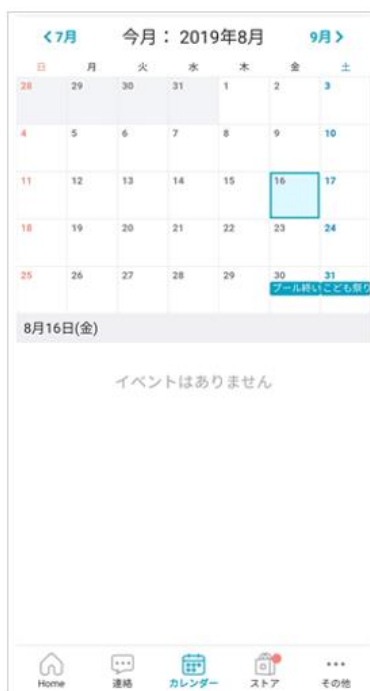 <7月 今月：2019年8月 9月>
日 月 火 水 木 金 土
28 29 30 31 1 2 3
4 5 6 7 8 9 10
11 12 13 14 15 16 17
18 19 20 21 22 23 24
25 26 27 28 29 30 31
プール終い こども祭り
8月16日(金)
イベントはありません
Home 連絡 カレンダー ストア その他